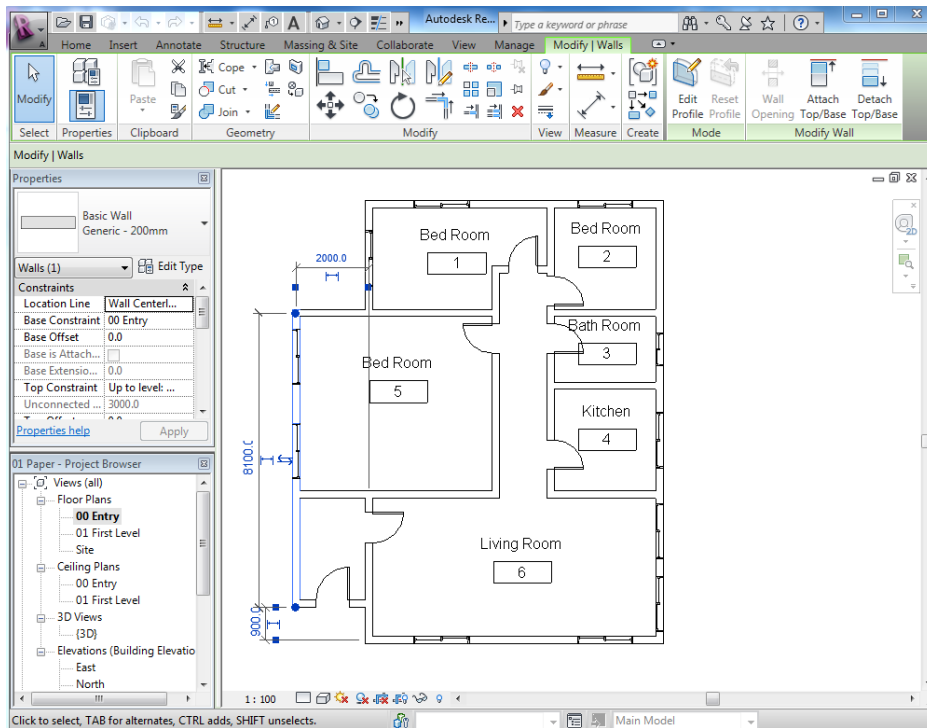 Autodesk Re...
Type a keyword or phrase
Home Insert Annotate Structure Massing & Site Collaborate View Manage Modify | Walls
Modify
Paste
Cope
Cut
Join
Edit Profile
Reset Profile
Wall Opening
Attach Top/Base
Detach Top/Base
Select Properties Clipboard Geometry Modify View Measure Create Mode Modify Wall
Modify | Walls
Properties
Basic Wall
Generic - 200mm
Walls (1) Edit Type
Constraints
Location Line Wall Centerl...
Base Constraint 00 Entry
Base Offset 0.0
Base is Attach...
Base Extensio... 0.0
Top Constraint Up to level: ...
Unconnected ... 3000.0
Properties help Apply
01 Paper - Project Browser
Views (all)
Floor Plans
00 Entry
01 First Level
Site
Ceiling Plans
00 Entry
01 First Level
3D Views
{3D}
Elevations (Building Elevatio
East
North
2D
Bed Room
1
Bed Room
2
2000.0
Bath Room
3
Bed Room
5
Kitchen
4
8100.0
Living Room
6
900.0
1 : 100
Click to select, TAB for alternates, CTRL adds, SHIFT unselects.
Main Model